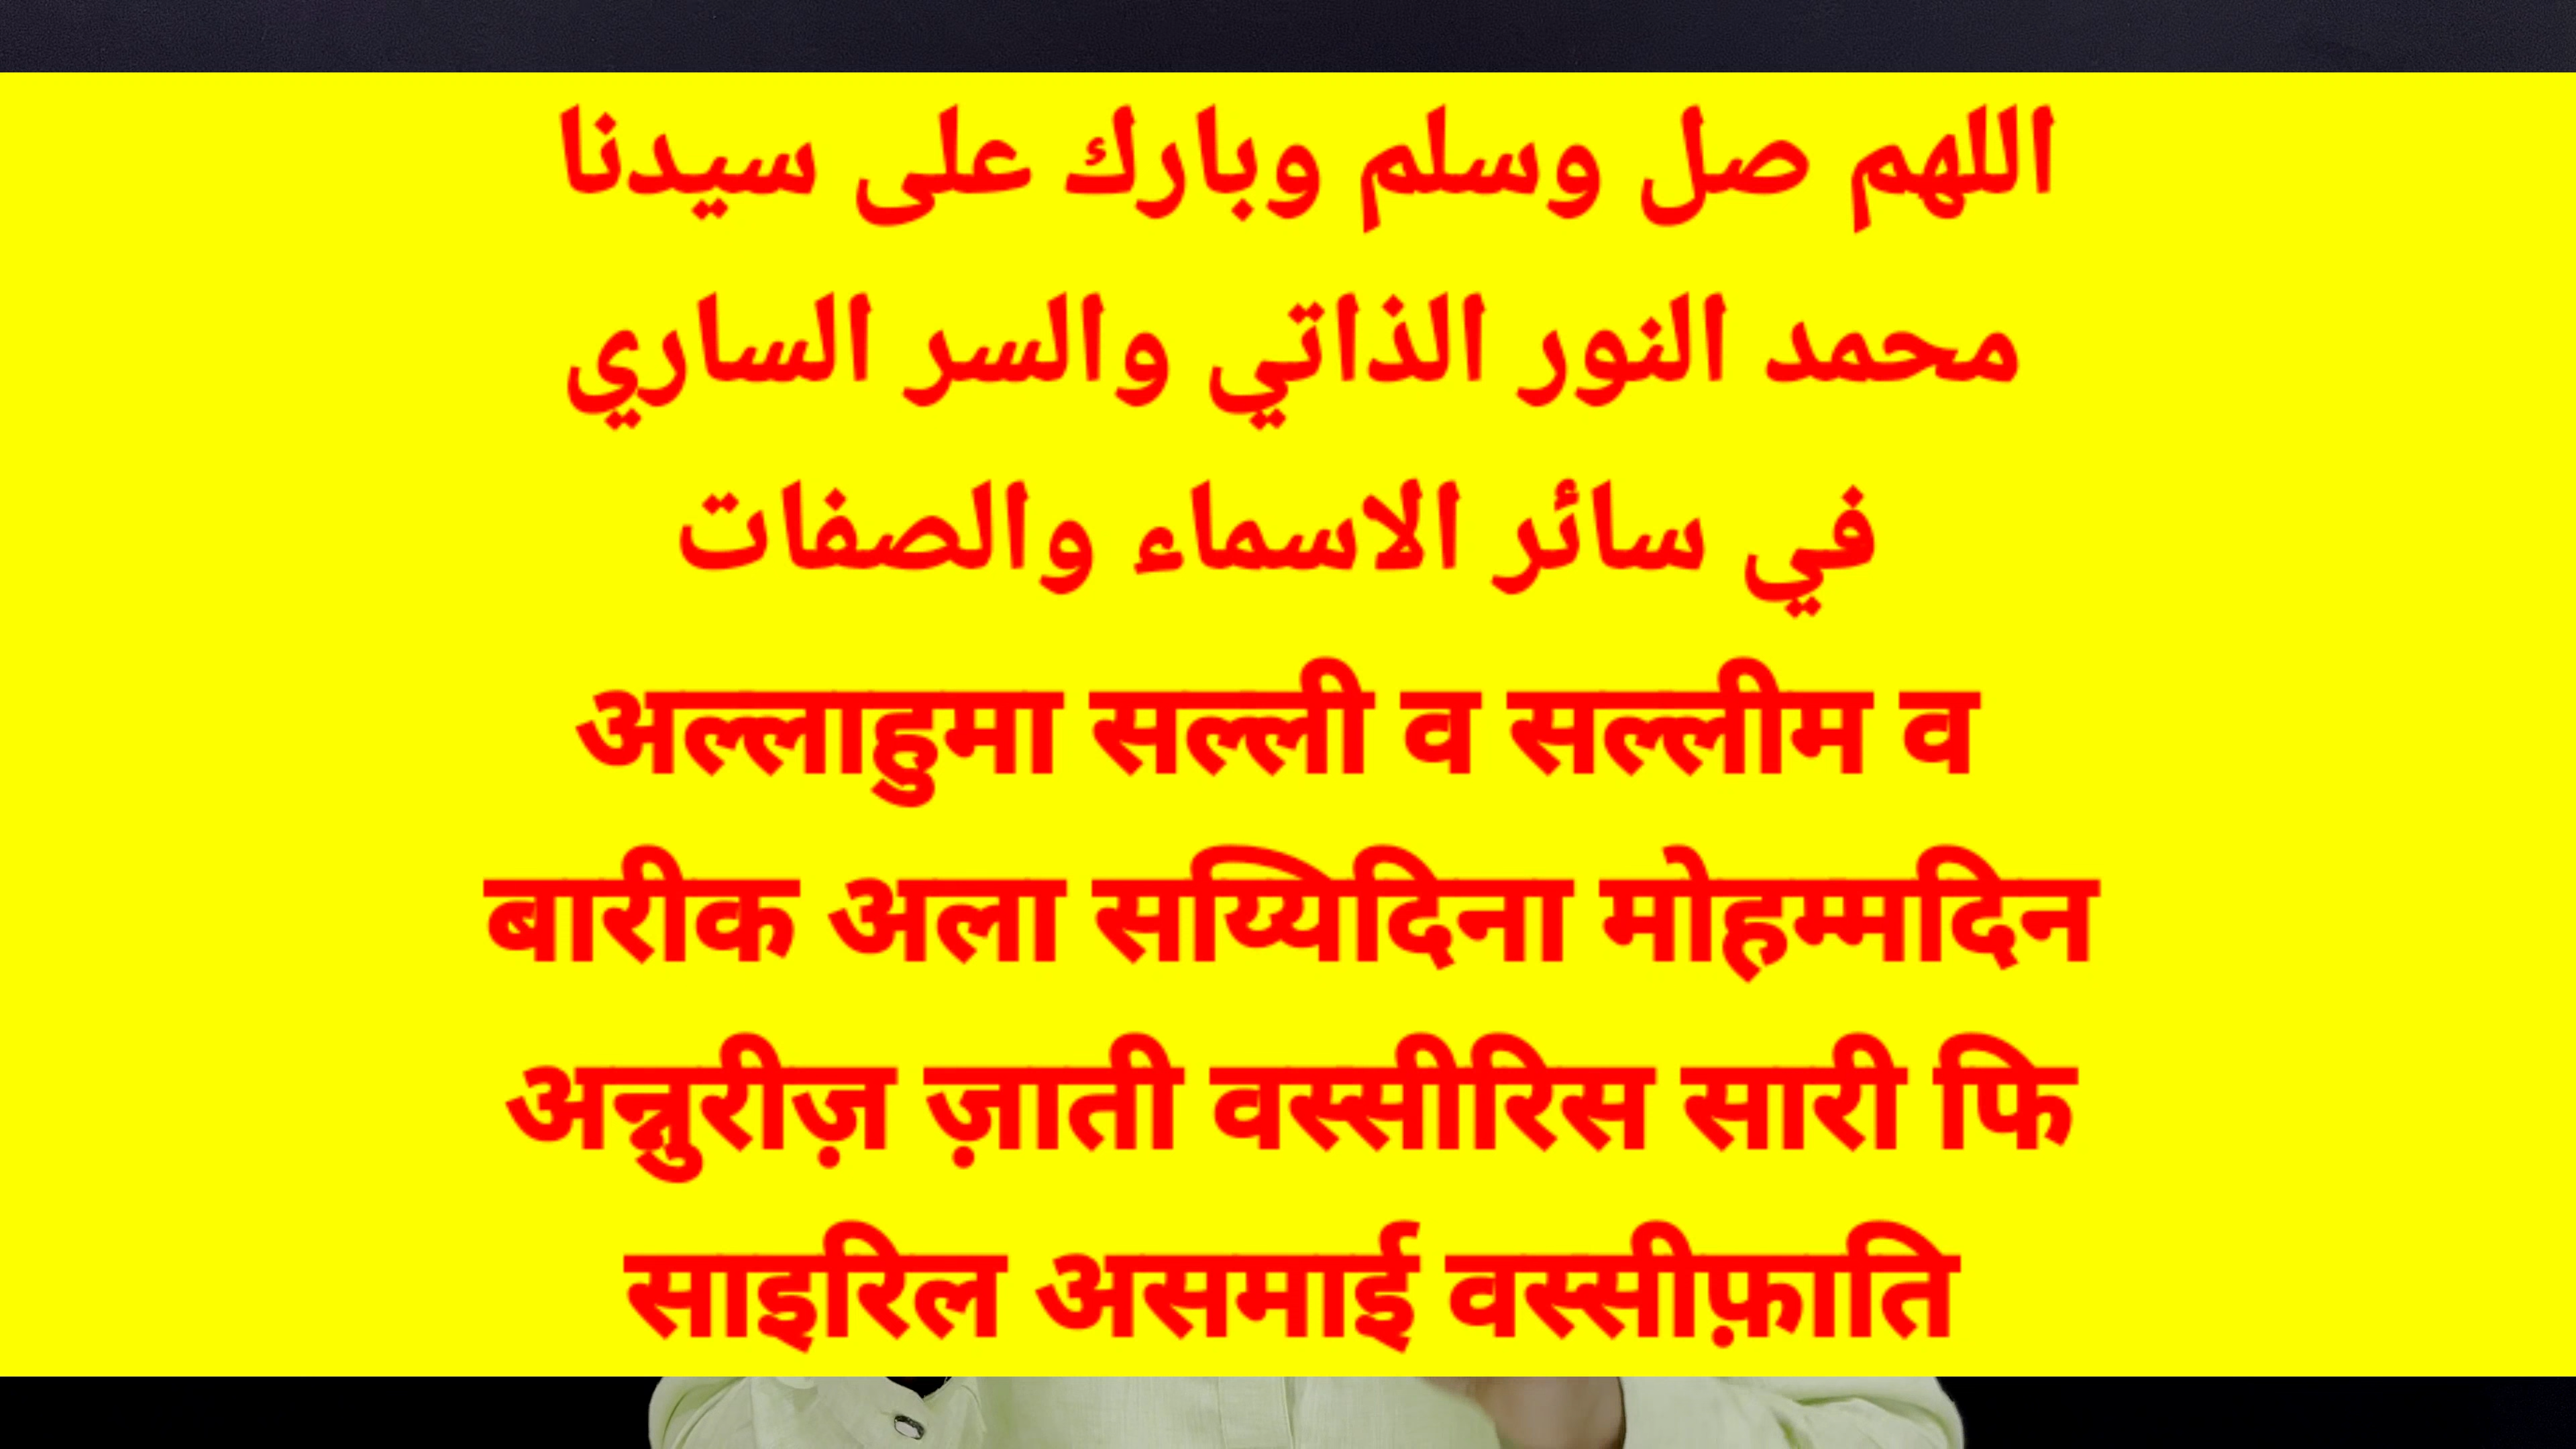 اللهم صل وسلم وبارك على سيدنا
محمد النور الذاتي والسر الساري
في سائر الاسماء والصفات
अल्लाहुमा सल्ली व सल्लीम व
बारीक अला सय्यिदिना मोहम्मदिन
अन्नुरीज़ ज़ाती वस्सीरिस सारी फि
साइरिल असमाई वस्सीफ़ाति